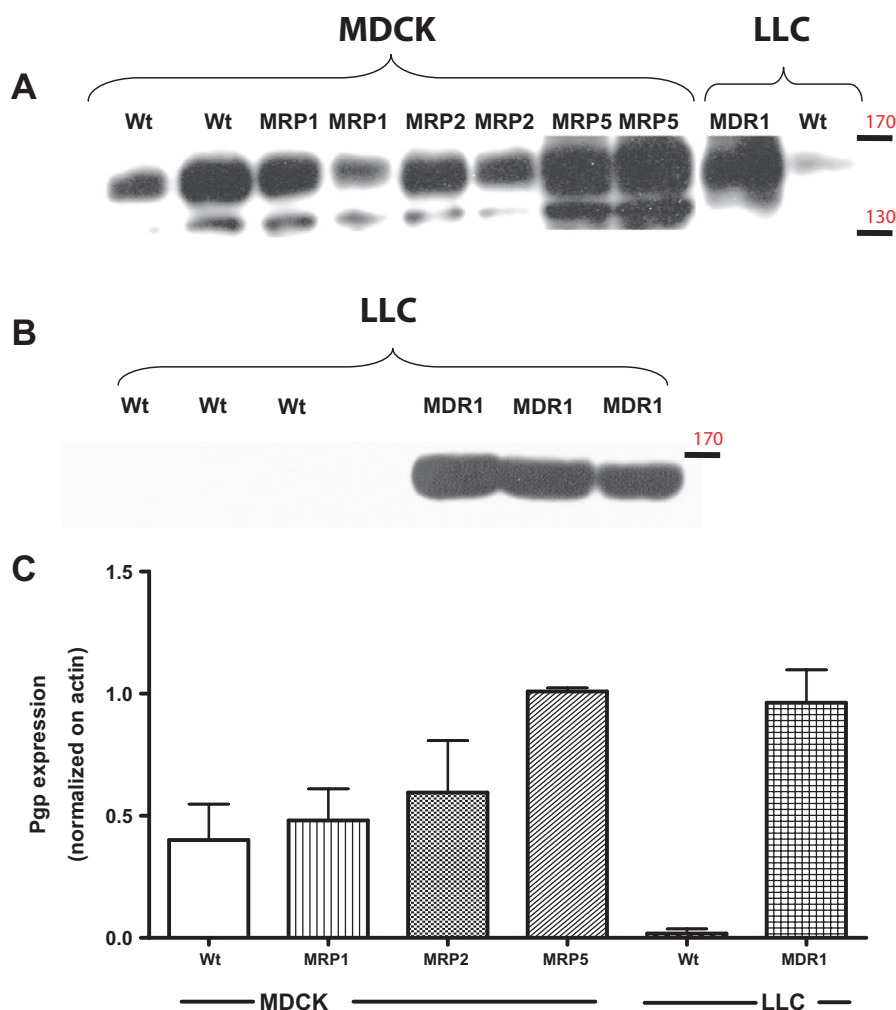 MDCK LLC
A
Wt Wt MRP1 MRP1 MRP2 MRP2 MRP5 MRP5 MDR1 Wt 170
130
LLC
B
Wt Wt Wt MDR1 MDR1 MDR1 170
C
Pgp expression
(normalized on actin)
1.5
1.0
0.5
0.0
Wt MRP1 MRP2 MRP5 Wt MDR1
MDCK LLC